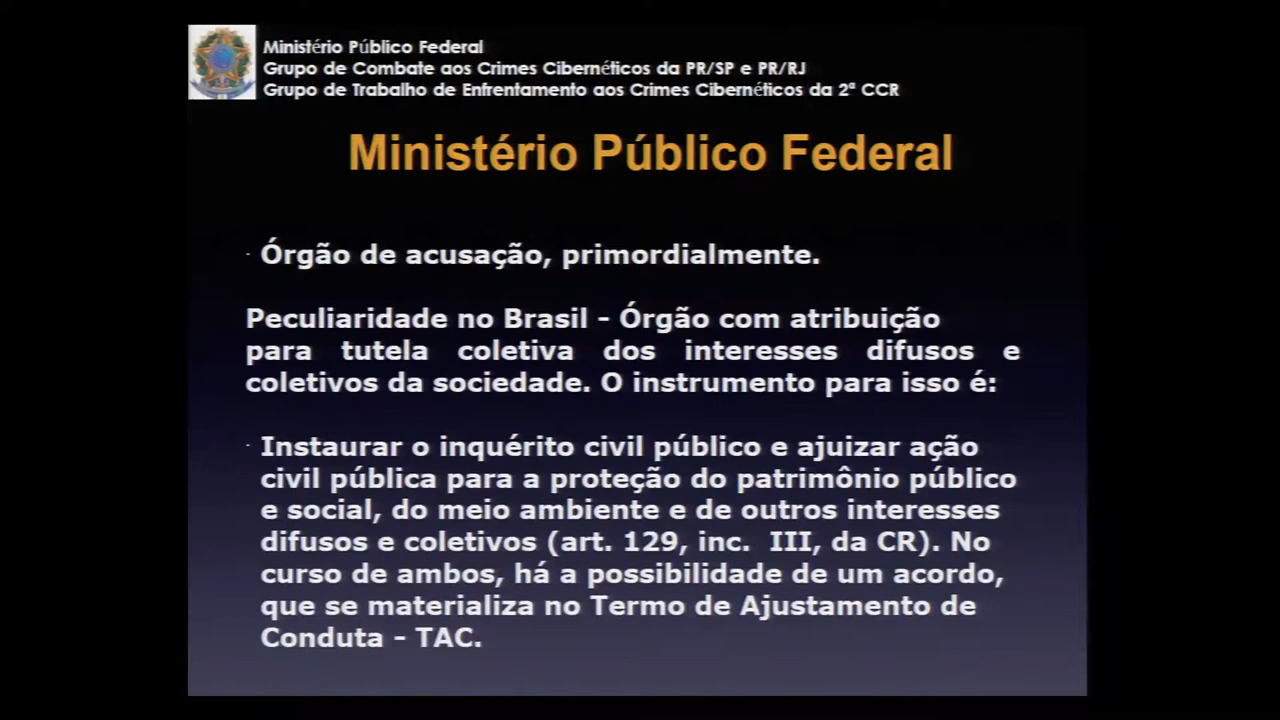 Ministério Público Federal
Grupo de Combate aos Crimes Cibernéticos da PR/SP e PR/RJ
Grupo de Trabalho de Enfrentamento aos Crimes Cibernéticos da 2ª CCR
Ministério Público Federal
· Órgão de acusação, primordialmente.
Peculiaridade no Brasil - Órgão com atribuição
para tutela coletiva dos interesses difusos e
coletivos da sociedade. O instrumento para isso é:
· Instaurar o inquérito civil público e ajuizar ação
civil pública para a proteção do patrimônio público
e social, do meio ambiente e de outros interesses
difusos e coletivos (art. 129, inc. III, da CR). No
curso de ambos, há a possibilidade de um acordo,
que se materializa no Termo de Ajustamento de
Conduta - TAC.